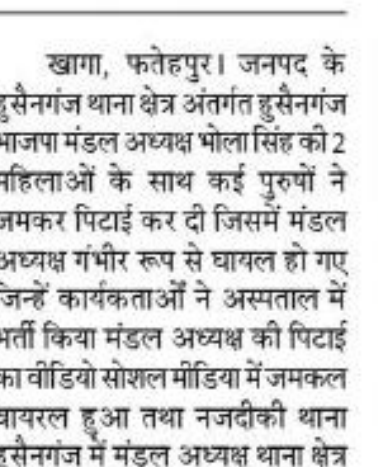 खागा, फतेहपुर। जनपद के
हुसैनगंज थाना क्षेत्र अंतर्गत हुसैनगंज
भाजपा मंडल अध्यक्ष भोला सिंह की 2
महिलाओं के साथ कई पुरुषों ने
जमकर पिटाई कर दी जिसमें मंडल
अध्यक्ष गंभीर रूप से घायल हो गए
जिन्हें कार्यकताओं ने अस्पताल में
भर्ती किया मंडल अध्यक्ष की पिटाई
का वीडियो सोशल मीडिया में जमकल
वायरल हुआ तथा नजदीकी थाना
हुसैनगंज में मंडल अध्यक्ष थाना क्षेत्र